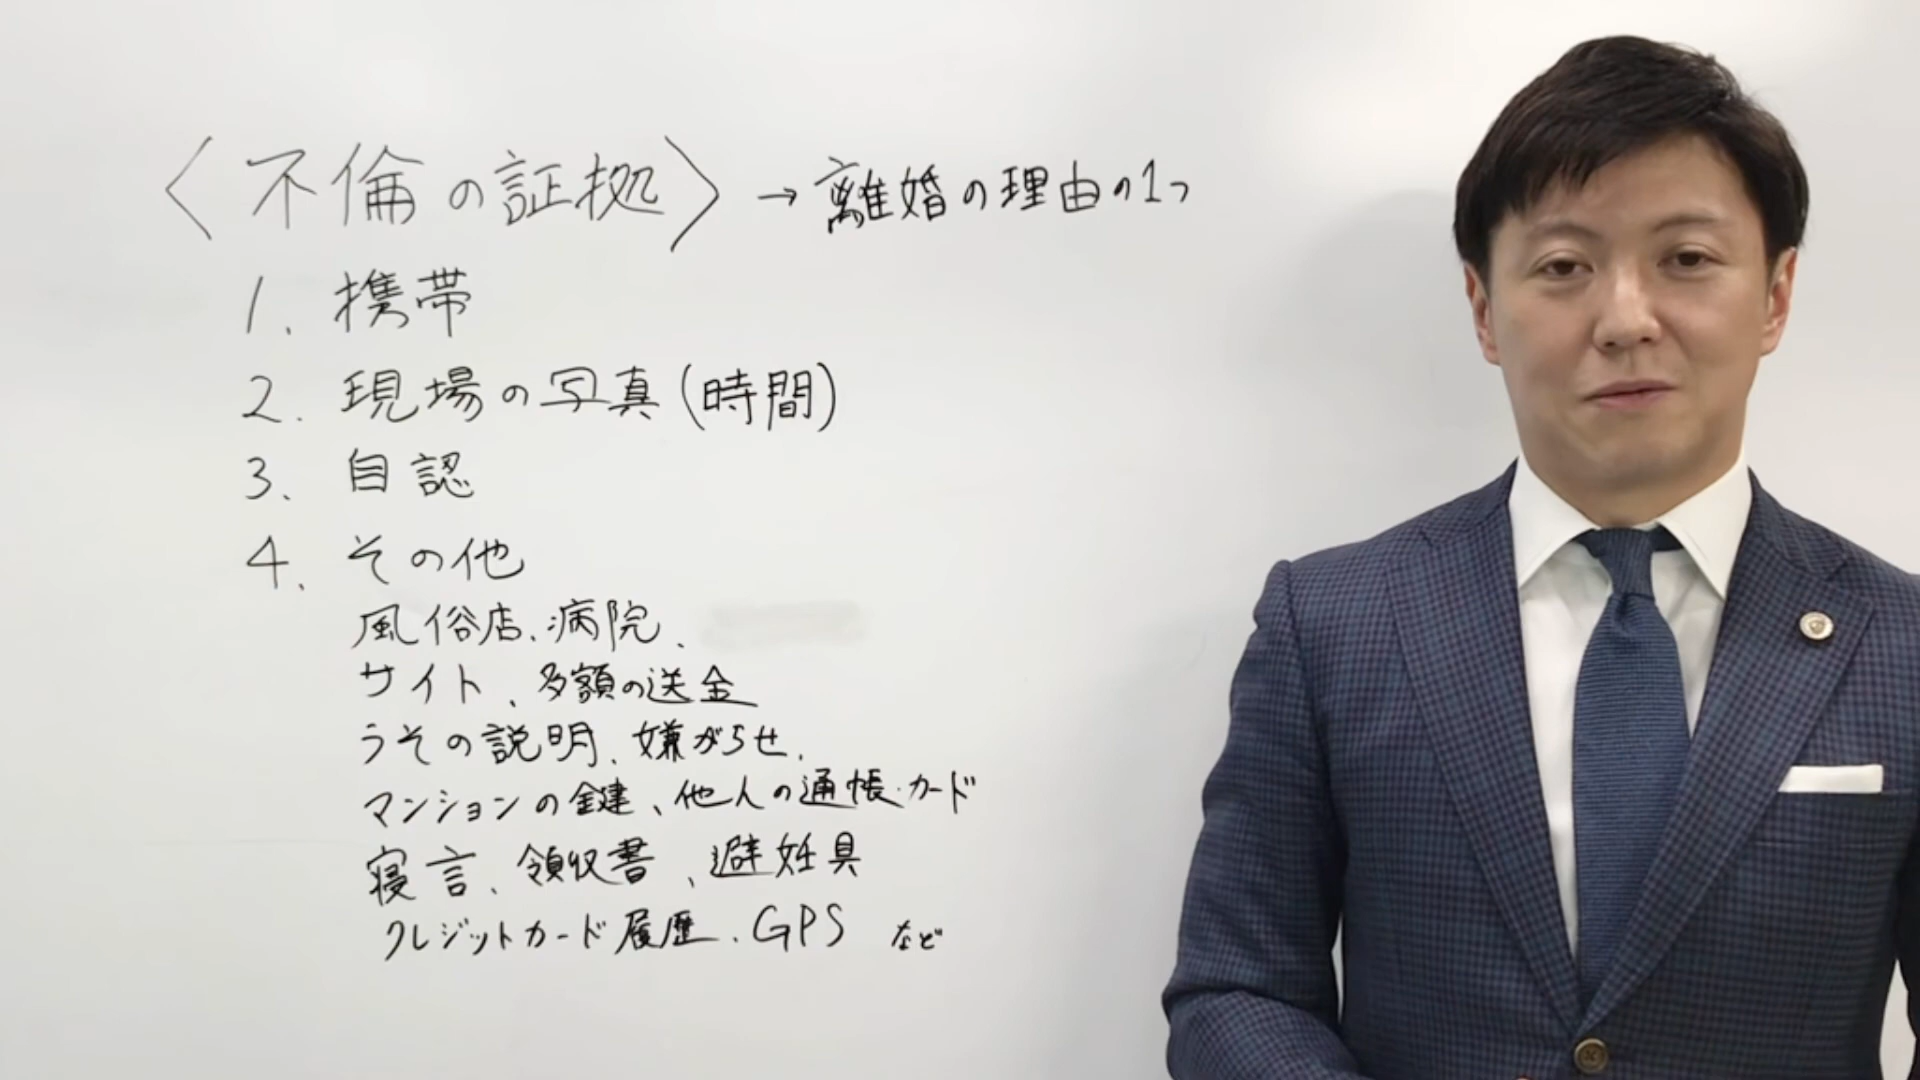 〈不倫の証拠〉→離婚の理由の1つ
1. 携帯
2. 現場の写真(時間)
3. 自認
4. その他
風俗店、病院、
サイト、多額の送金
うその説明、嫌がらせ、
マンションの鍵、他人の通帳・カード
寝言、領収書、避妊具
クレジットカード履歴、GPS など